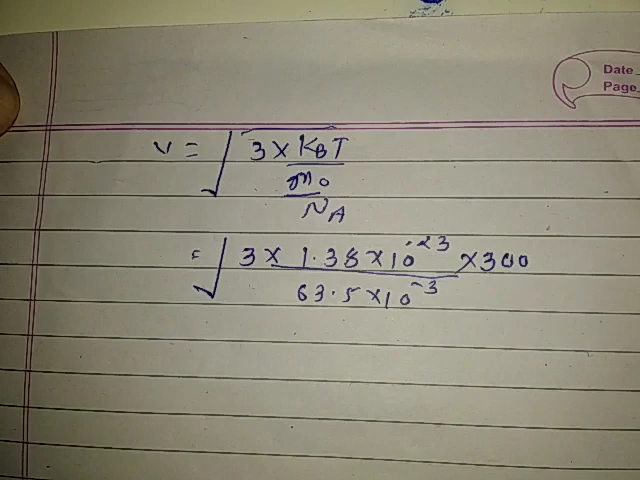 Date
Page
v = √3 × KBT
m0
NA
= √3 × 1.38 × 10^-23 × 300
63.5 × 10^-3